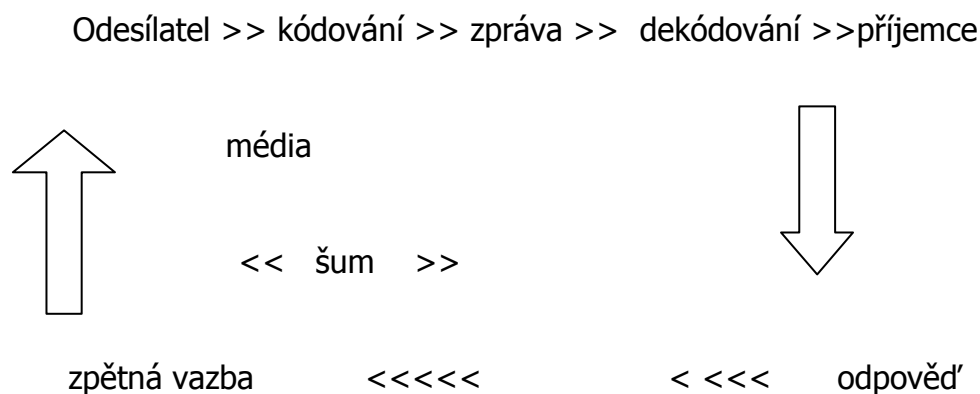 Odesílatel >> kódování >> zpráva >> dekódování >>příjemce
média
<< šum >>
zpětná vazba <<<<< < <<< odpověď